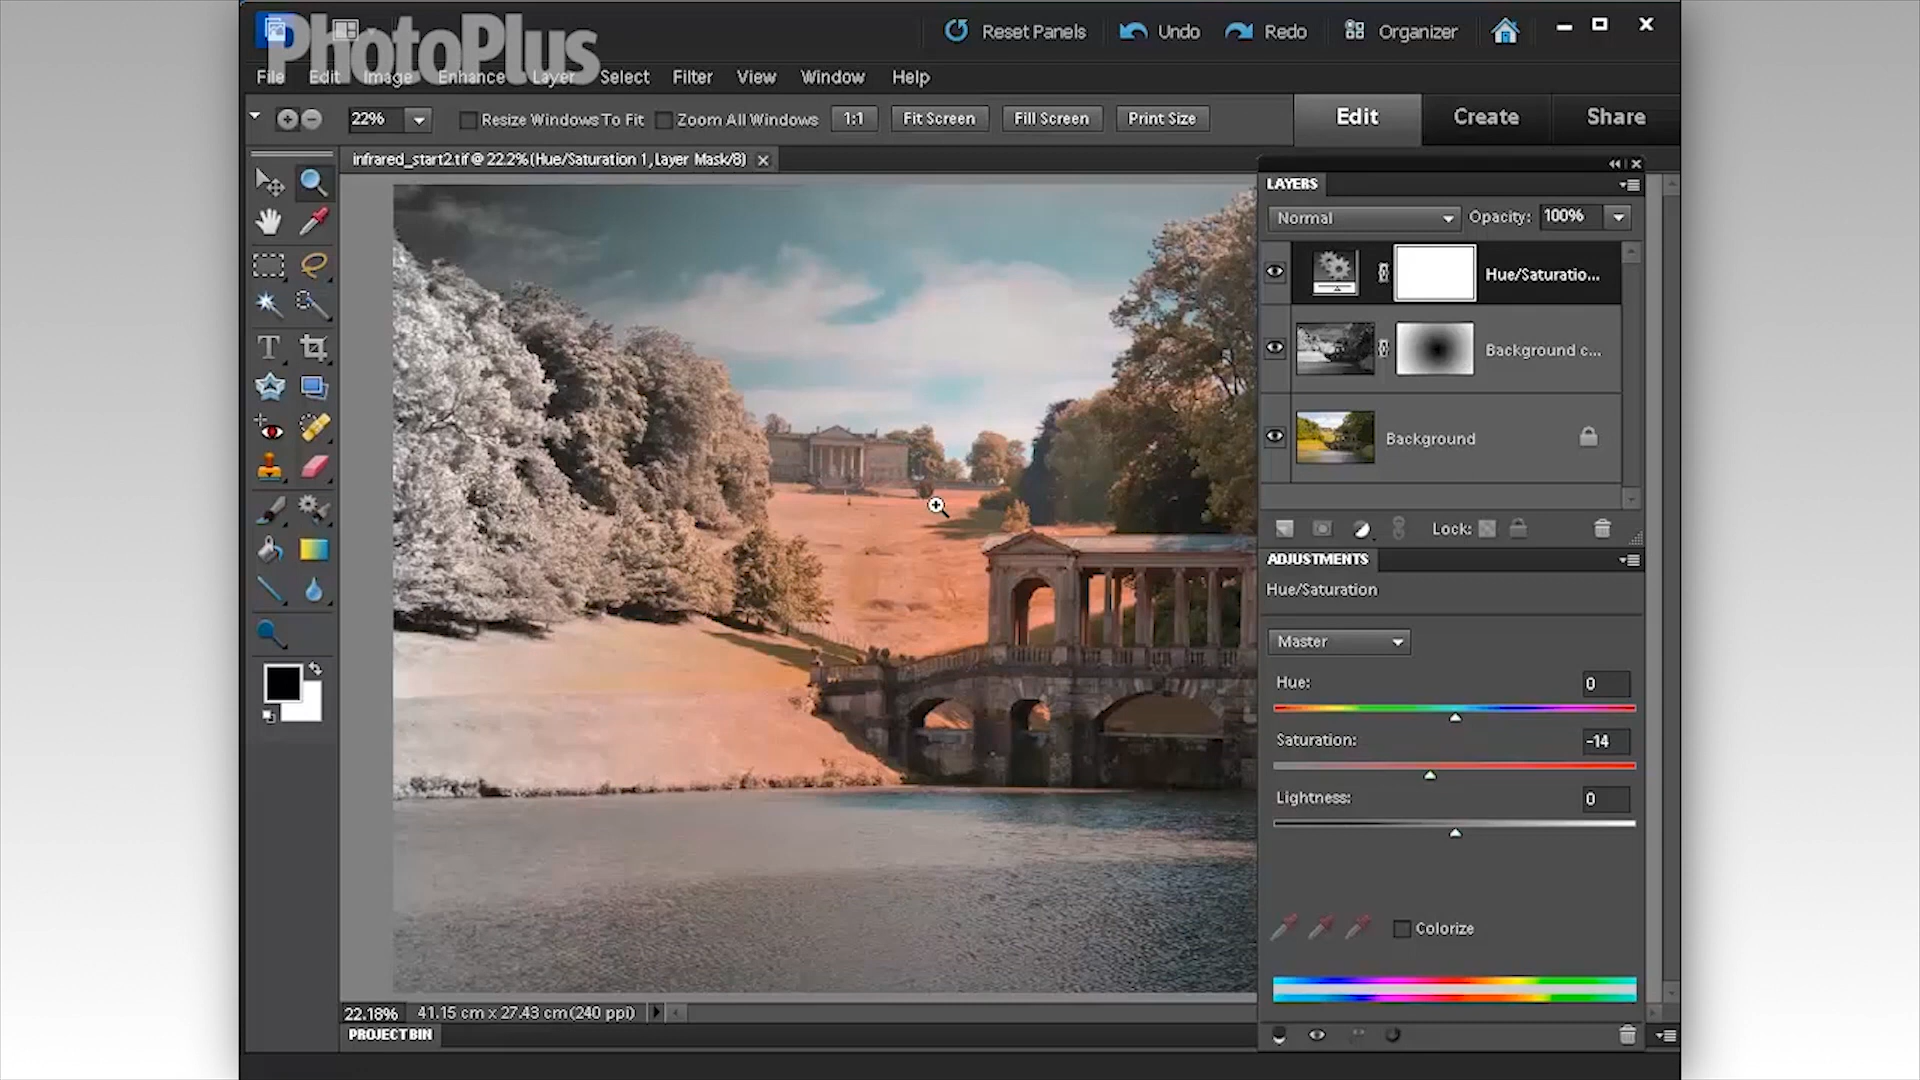 PhotoPlus
Reset Panels
Undo
Redo
Organizer
File Edit Image Enhance Layer Select Filter View Window Help
22%
Resize Windows To Fit
Zoom All Windows
1:1
Fit Screen
Fill Screen
Print Size
Edit
Create
Share
infrared_start2.tif @ 22.2% (Hue/Saturation 1, Layer Mask/8)
LAYERS
Normal
Opacity: 100%
Hue/Saturatio...
Background c...
Background
Lock:
ADJUSTMENTS
Hue/Saturation
Master
Hue: 0
Saturation: -14
Lightness: 0
Colorize
22.18%
41.15 cm x 27.43 cm (240 ppi)
PROJECT BIN